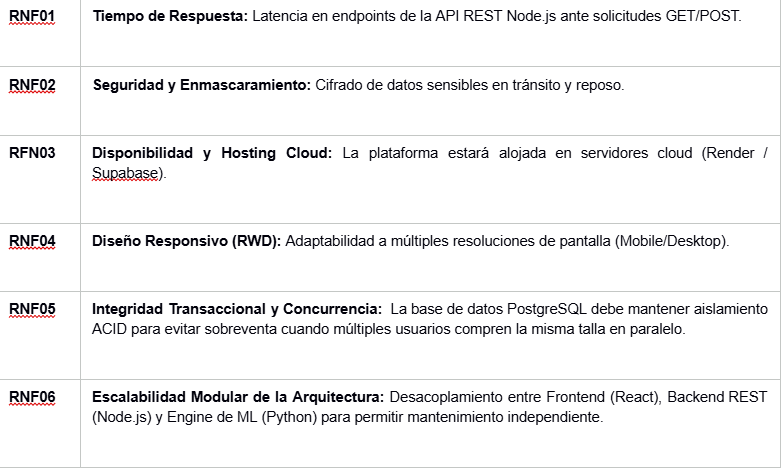 RNF01 Tiempo de Respuesta: Latencia en endpoints de la API REST Node.js ante solicitudes GET/POST.
RNF02 Seguridad y Enmascaramiento: Cifrado de datos sensibles en tránsito y reposo.
RFN03 Disponibilidad y Hosting Cloud: La plataforma estará alojada en servidores cloud (Render /
Supabase).
RNF04 Diseño Responsivo (RWD): Adaptabilidad a múltiples resoluciones de pantalla (Mobile/Desktop).
RNF05 Integridad Transaccional y Concurrencia: La base de datos PostgreSQL debe mantener aislamiento
ACID para evitar sobreventa cuando múltiples usuarios compren la misma talla en paralelo.
RNF06 Escalabilidad Modular de la Arquitectura: Desacoplamiento entre Frontend (React), Backend REST
(Node.js) y Engine de ML (Python) para permitir mantenimiento independiente.